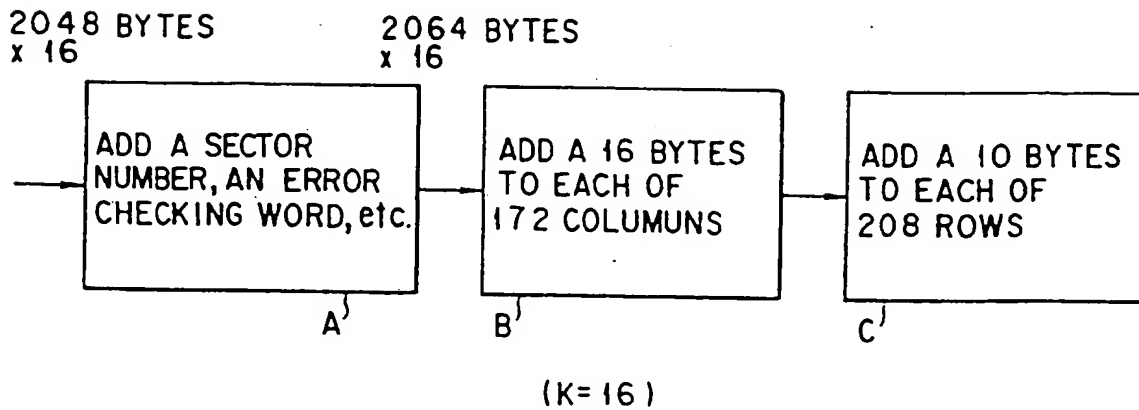 2048 BYTES
x 16
2064 BYTES
x 16
ADD A SECTOR
NUMBER, AN ERROR
CHECKING WORD, etc.
A
ADD A 16 BYTES
TO EACH OF
172 COLUMUNS
B
ADD A 10 BYTES
TO EACH OF
208 ROWS
C
(K=16)